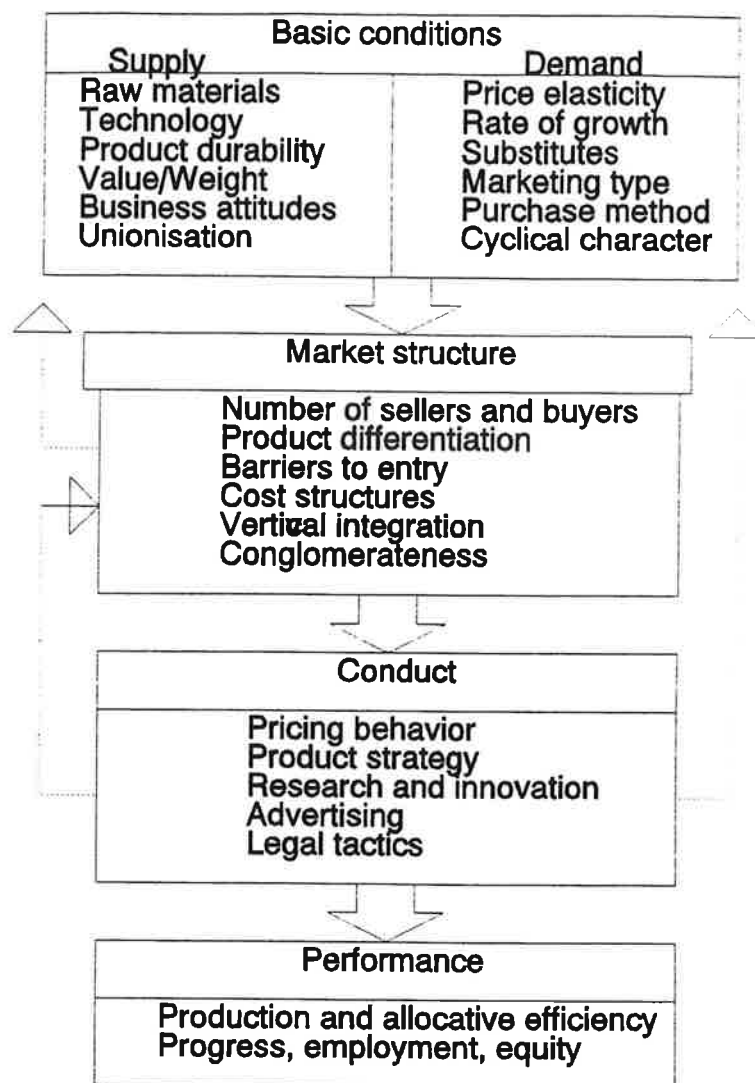 Basic conditions
Supply
Raw materials
Technology
Product durability
Value/Weight
Business attitudes
Unionisation
Demand
Price elasticity
Rate of growth
Substitutes
Marketing type
Purchase method
Cyclical character
Market structure
Number of sellers and buyers
Product differentiation
Barriers to entry
Cost structures
Vertical integration
Conglomerateness
Conduct
Pricing behavior
Product strategy
Research and innovation
Advertising
Legal tactics
Performance
Production and allocative efficiency
Progress, employment, equity